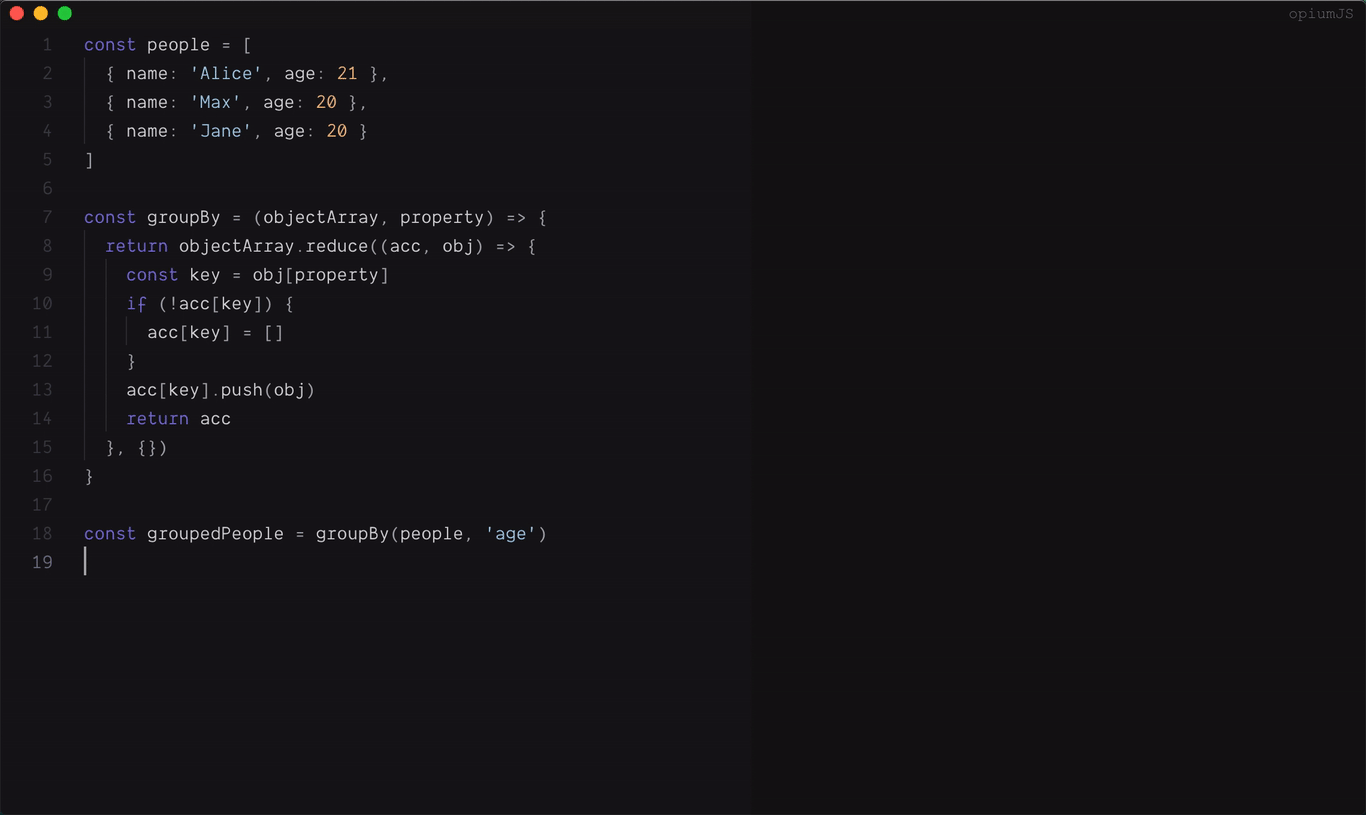 opiumJS
1 const people = [
2   { name: 'Alice', age: 21 },
3   { name: 'Max', age: 20 },
4   { name: 'Jane', age: 20 }
5 ]
6
7 const groupBy = (objectArray, property) => {
8   return objectArray.reduce((acc, obj) => {
9     const key = obj[property]
10     if (!acc[key]) {
11       acc[key] = []
12     }
13     acc[key].push(obj)
14     return acc
15   }, {})
16 }
17
18 const groupedPeople = groupBy(people, 'age')
19